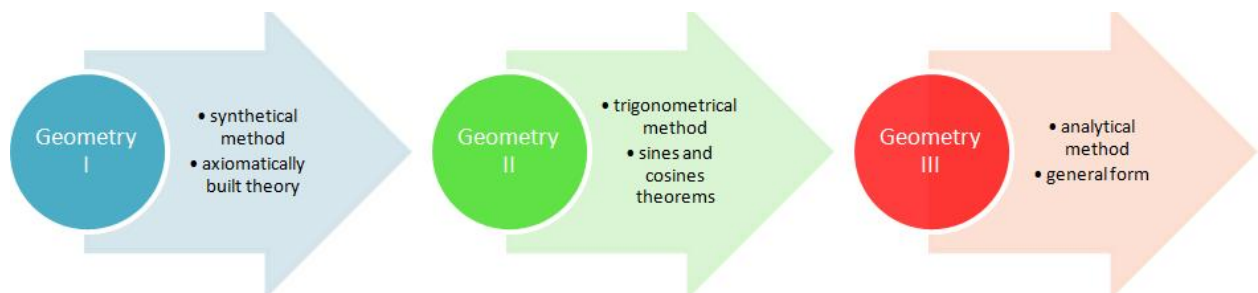 Geometry
I
• synthetical
method
• axiomatically
built theory
Geometry
II
• trigonometrical
method
• sines and
cosines
theorems
Geometry
III
• analytical
method
• general form